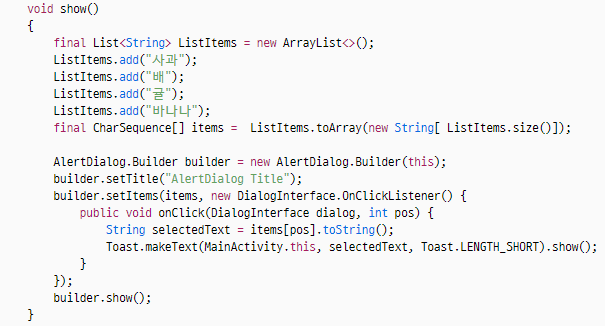 void show()
{
    final List<String> ListItems = new ArrayList<>();
    ListItems.add("사과");
    ListItems.add("배");
    ListItems.add("귤");
    ListItems.add("바나나");
    final CharSequence[] items =  ListItems.toArray(new String[ ListItems.size()]);

    AlertDialog.Builder builder = new AlertDialog.Builder(this);
    builder.setTitle("AlertDialog Title");
    builder.setItems(items, new DialogInterface.OnClickListener() {
        public void onClick(DialogInterface dialog, int pos) {
            String selectedText = items[pos].toString();
            Toast.makeText(MainActivity.this, selectedText, Toast.LENGTH_SHORT).show();
        }
    });
    builder.show();
}